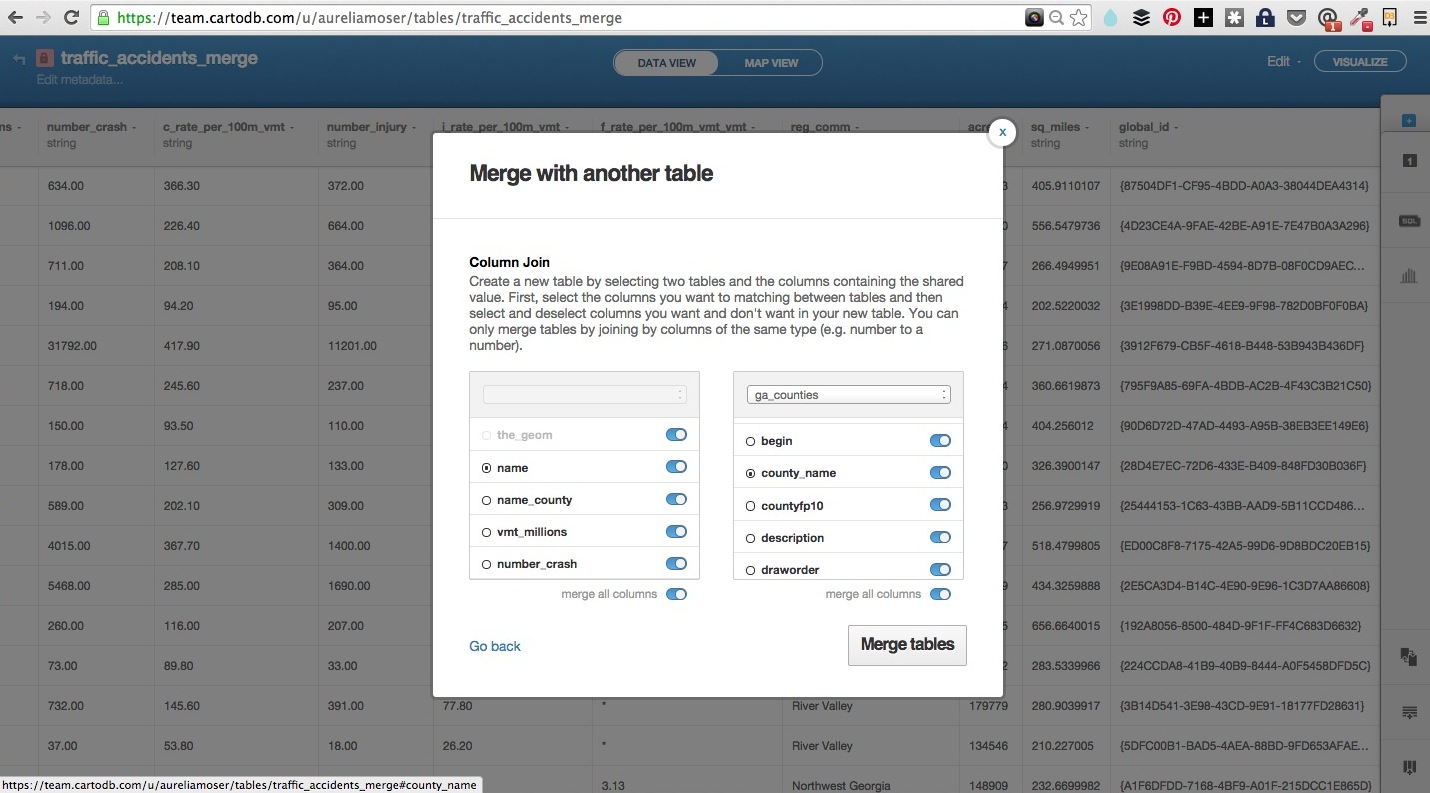 https://team.cartodb.com/u/aureliamoser/tables/traffic_accidents_merge
traffic_accidents_merge
Edit metadata...
DATA VIEW
MAP VIEW
Edit
VISUALIZE
ns number_crash c_rate_per_100m_vmt number_injury i_rate_per_100m_vmt f_rate_per_100m_vmt_vmt reg_comm acre sq_miles global_id
string string string string string
634.00 366.30 372.00 3 405.9110107 {87504DF1-CF95-4BDD-A0A3-38044DEA4314}
1096.00 226.40 664.00 0 556.5479736 {4D23CE4A-9FAE-42BE-A91E-7E47B0A3A296}
711.00 208.10 364.00 7 266.4949951 {9E08A91E-F9BD-4594-8D7B-08F0CD9AEC...
194.00 94.20 95.00 4 202.5220032 {3E1998DD-B39E-4EE9-9F98-782D0BF0F0BA}
31792.00 417.90 11201.00 271.0870056 {3912F679-CB5F-4618-B448-53B943B436DF}
718.00 245.60 237.00 4 360.6619873 {795F9A85-69FA-4BDB-AC2B-4F43C3B21C50}
150.00 93.50 110.00 4 404.256012 {90D6D72D-47AD-4493-A95B-38EB3EE149E6}
178.00 127.60 133.00 3 326.3900147 {28D4E7EC-72D6-433E-B409-848FD30B036F}
589.00 202.10 309.00 3 256.9729919 {25444153-1C63-43BB-AAD9-5B11CCD486...
4015.00 367.70 1400.00 7 518.4799805 {ED00C8F8-7175-42A5-99D6-9D8BDC20EB15}
5468.00 285.00 1690.00 434.3259888 {2E5CA3D4-B14C-4E90-9E96-1C3D7AA86608}
260.00 116.00 207.00 656.6640015 {192A8056-8500-484D-9F1F-FF4C683D6632}
73.00 89.80 33.00 2 283.5339966 {224CCDA8-41B9-40B9-8444-A0F5458DFD5C}
732.00 145.60 391.00 77.80 * River Valley 179779 280.9039917 {3B14D541-3E98-43CD-9E91-18177FD28631}
37.00 53.80 18.00 26.20 * River Valley 134546 210.227005 {5DFC00B1-BAD5-4AEA-88BD-9FD653AFAE...
3.13 Northwest Georgia 148909 232.6699982 {A1F6DFDD-7168-4BF9-A01F-215DCC1E865D}
x
Merge with another table
Column Join
Create a new table by selecting two tables and the columns containing the shared
value. First, select the columns you want to matching between tables and then
select and deselect columns you want and don't want in your new table. You can
only merge tables by joining by columns of the same type (e.g. number to a
number).
the_geom
name
name_county
vmt_millions
number_crash
merge all columns
ga_counties
begin
county_name
countyfp10
description
draworder
merge all columns
Go back
Merge tables
1
SQL
https://team.cartodb.com/u/aureliamoser/tables/traffic_accidents_merge#county_name